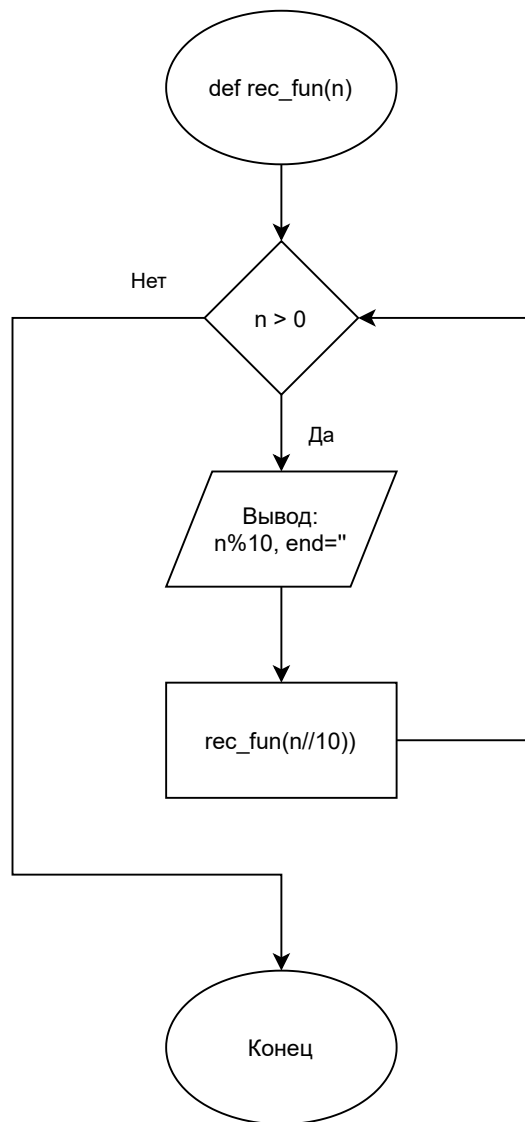 def rec_fun(n)
Нет
n > 0
Да
Вывод:
n%10, end=''
rec_fun(n//10))
Конец